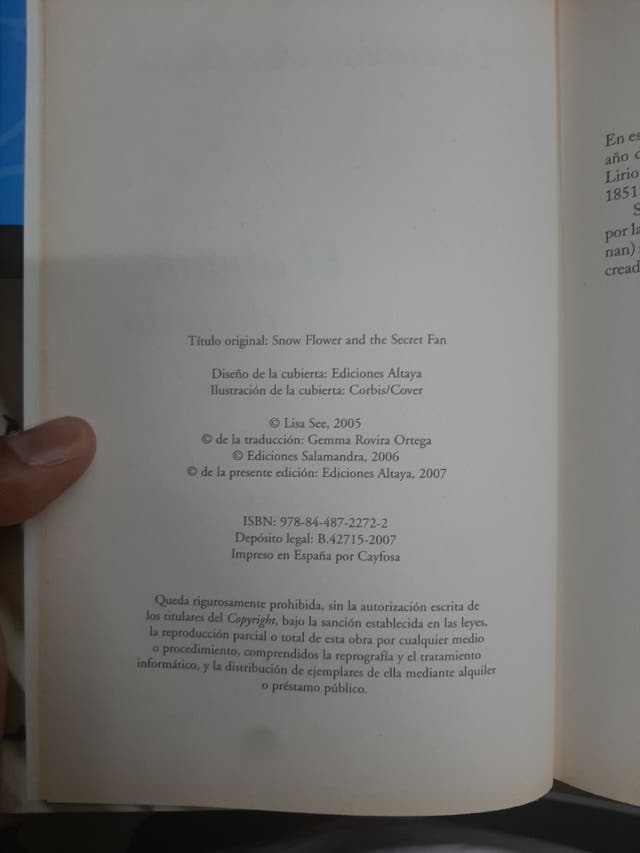 Título original: Snow Flower and the Secret Fan
Diseño de la cubierta: Ediciones Altaya
Ilustración de la cubierta: Corbis/Cover
© Lisa See, 2005
© de la traducción: Gemma Rovira Ortega
© Ediciones Salamandra, 2006
© de la presente edición: Ediciones Altaya, 2007
ISBN: 978-84-487-2272-2
Depósito legal: B.42715-2007
Impreso en España por Cayfosa
Queda rigurosamente prohibida, sin la autorización escrita de
los titulares del Copyright, bajo la sanción establecida en las leyes,
la reproducción parcial o total de esta obra por cualquier medio
o procedimiento, comprendidos la reprografía y el tratamiento
informático, y la distribución de ejemplares de ella mediante alquiler
o préstamo público.
En es
año
Lirio
1851
S
por la
nan)
cread